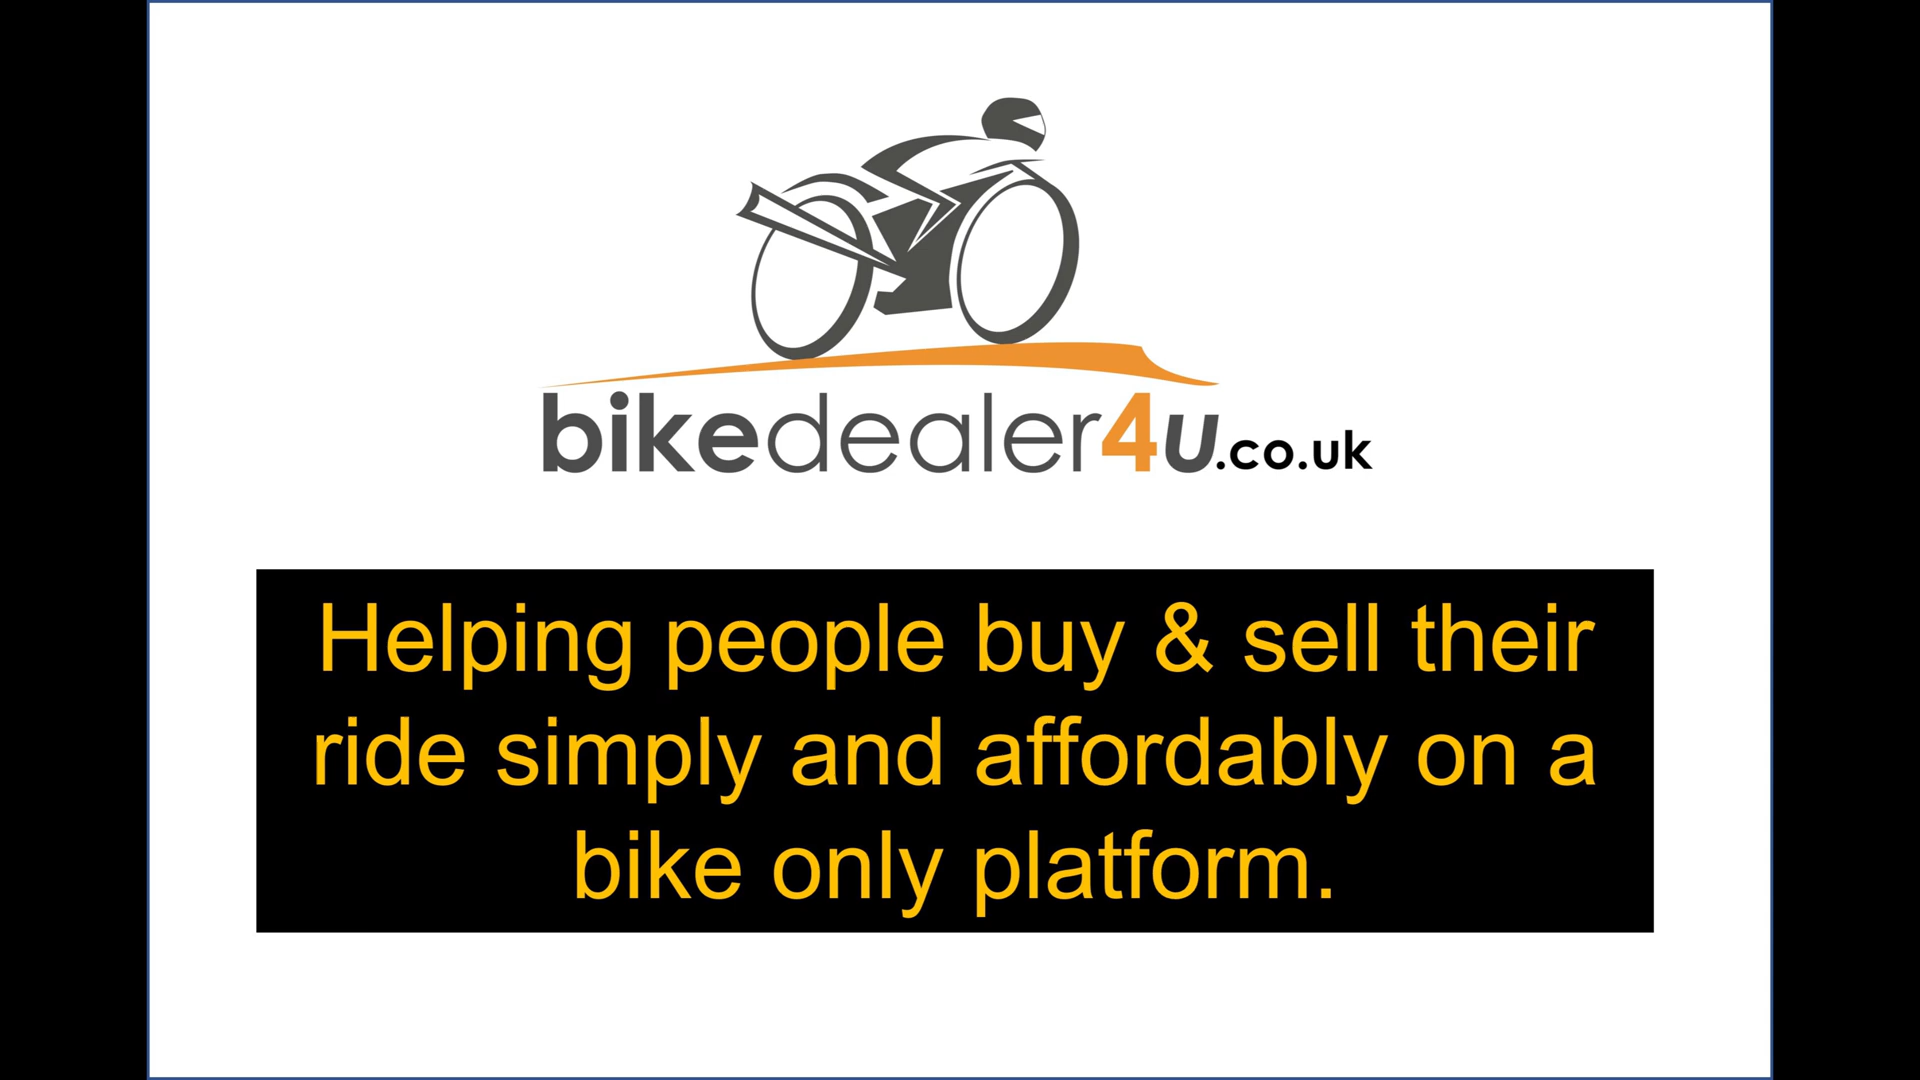 bikedealer4u.co.uk
Helping people buy & sell their
ride simply and affordably on a
bike only platform.